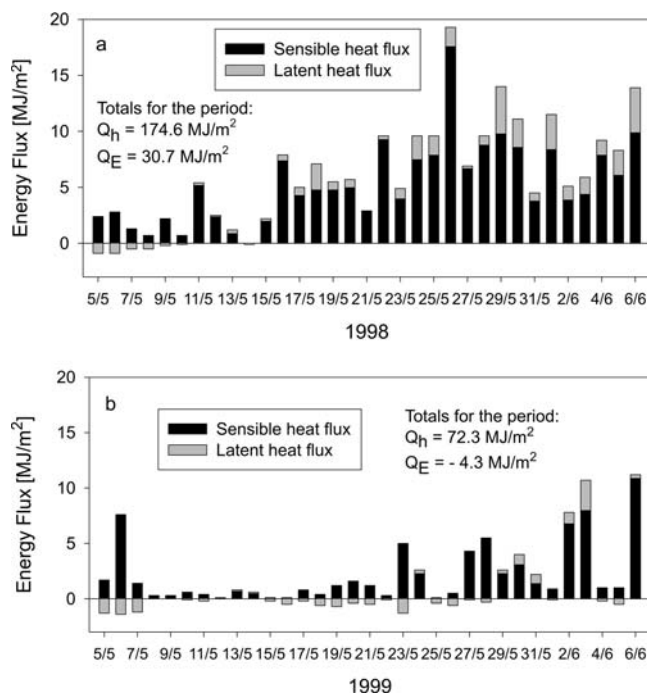 a
Sensible heat flux
Latent heat flux
Totals for the period:
Qh = 174.6 MJ/m²
QE = 30.7 MJ/m²
Energy Flux [MJ/m²]
20
15
10
5
0
5/5 7/5 9/5 11/5 13/5 15/5 17/5 19/5 21/5 23/5 25/5 27/5 29/5 31/5 2/6 4/6 6/6
1998
b
Sensible heat flux
Latent heat flux
Totals for the period:
Qh = 72.3 MJ/m²
QE = - 4.3 MJ/m²
Energy Flux [MJ/m²]
20
15
10
5
0
5/5 7/5 9/5 11/5 13/5 15/5 17/5 19/5 21/5 23/5 25/5 27/5 29/5 31/5 2/6 4/6 6/6
1999